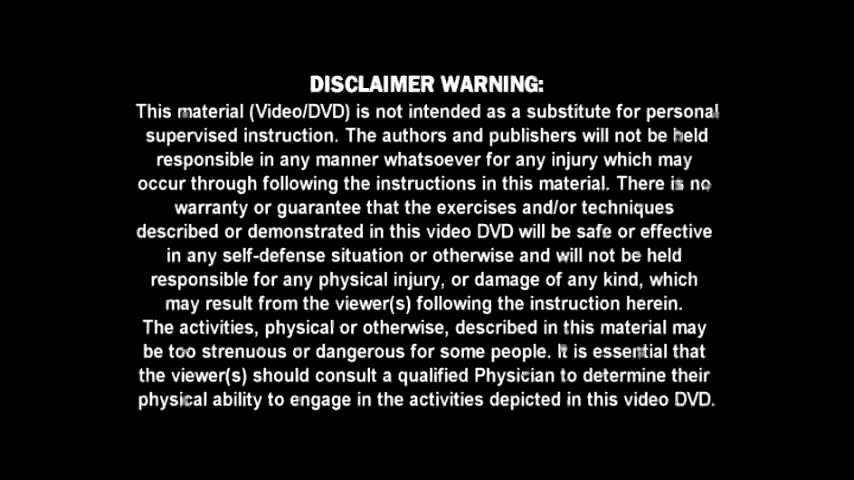 DISCLAIMER WARNING:
This material (Video/DVD) is not intended as a substitute for personal
supervised instruction. The authors and publishers will not be held
responsible in any manner whatsoever for any injury which may
occur through following the instructions in this material. There is no
warranty or guarantee that the exercises and/or techniques
described or demonstrated in this video DVD will be safe or effective
in any self-defense situation or otherwise and will not be held
responsible for any physical injury, or damage of any kind, which
may result from the viewer(s) following the instruction herein.
The activities, physical or otherwise, described in this material may
be too strenuous or dangerous for some people. It is essential that
the viewer(s) should consult a qualified Physician to determine their
physical ability to engage in the activities depicted in this video DVD.